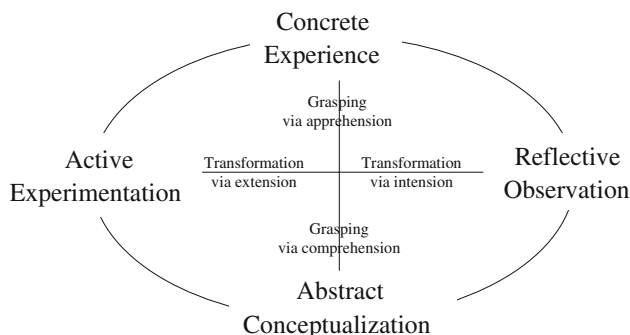 Concrete
Experience
Grasping
via apprehension
Active
Experimentation
Transformation
via extension
Transformation
via intension
Reflective
Observation
Grasping
via comprehension
Abstract
Conceptualization